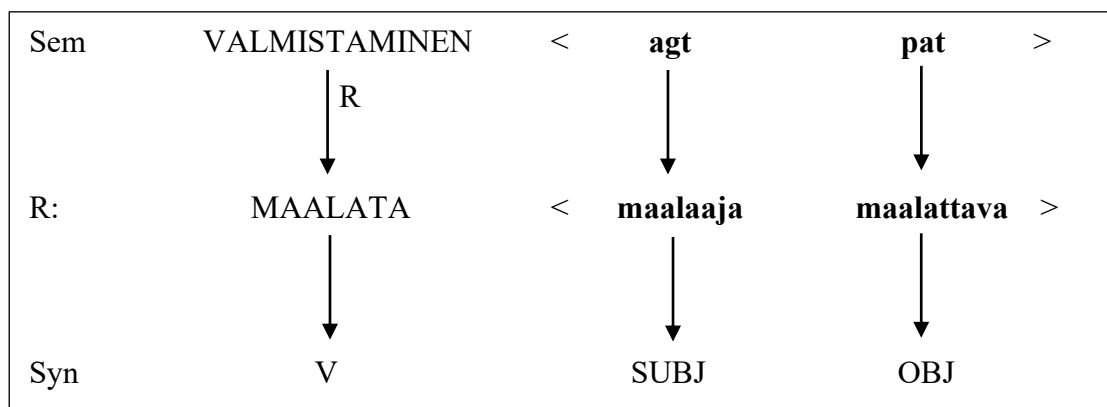 Sem VALMISTAMINEN < agt pat >
R
R: MAALATA < maalaaja maalattava >
Syn V SUBJ OBJ